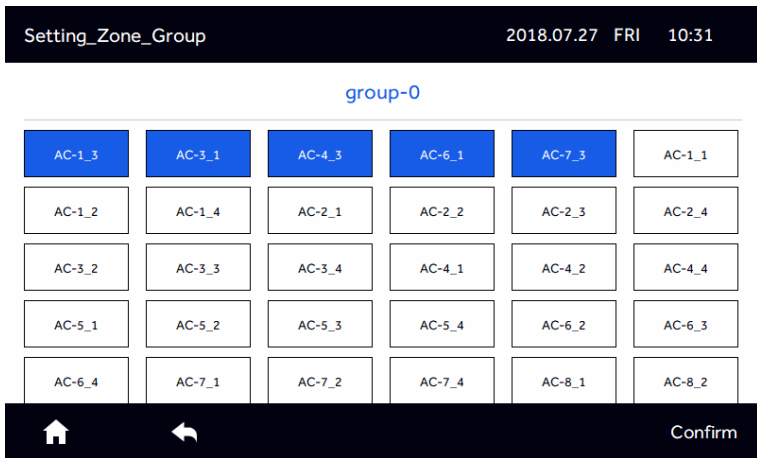 Setting_Zone_Group 2018.07.27 FRI 10:31
group-0
AC-1_3 AC-3_1 AC-4_3 AC-6_1 AC-7_3 AC-1_1
AC-1_2 AC-1_4 AC-2_1 AC-2_2 AC-2_3 AC-2_4
AC-3_2 AC-3_3 AC-3_4 AC-4_1 AC-4_2 AC-4_4
AC-5_1 AC-5_2 AC-5_3 AC-5_4 AC-6_2 AC-6_3
AC-6_4 AC-7_1 AC-7_2 AC-7_4 AC-8_1 AC-8_2
Confirm